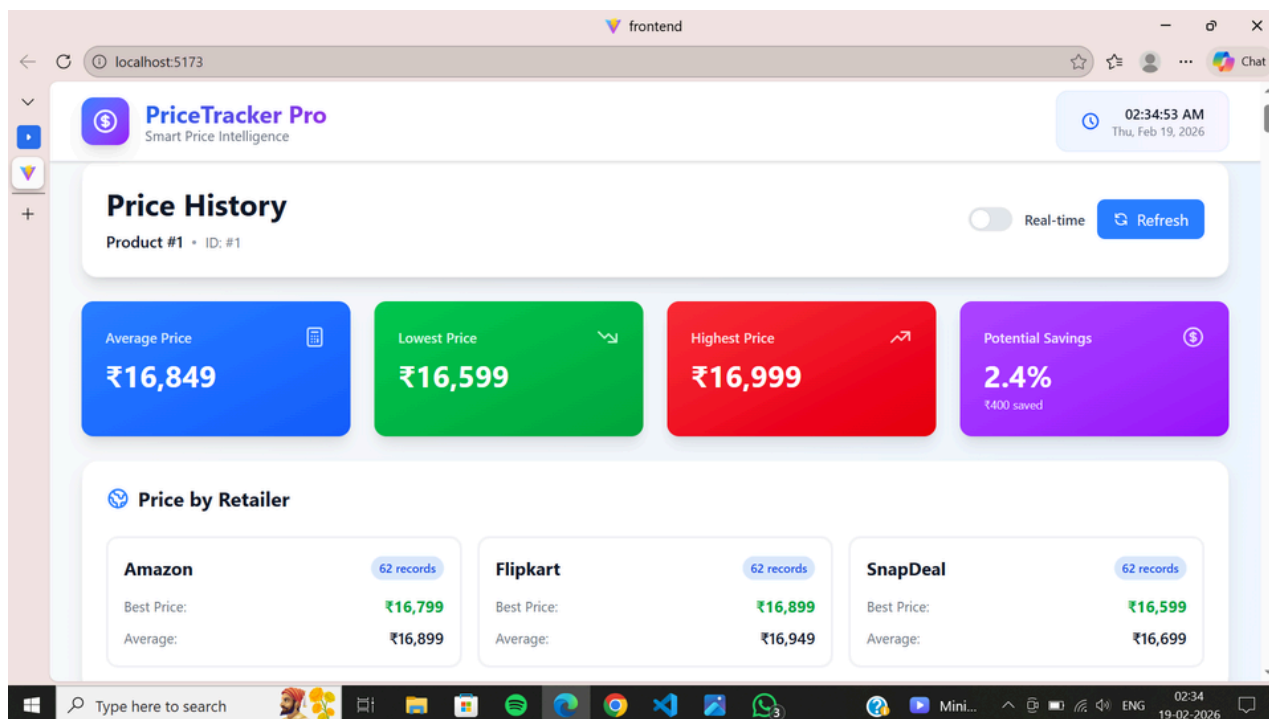 frontend
localhost:5173
Chat
PriceTracker Pro
Smart Price Intelligence
02:34:53 AM
Thu, Feb 19, 2026
Price History
Product #1 • ID: #1
Real-time
Refresh
Average Price
₹16,849
Lowest Price
₹16,599
Highest Price
₹16,999
Potential Savings
2.4%
₹400 saved
Price by Retailer
Amazon
62 records
Best Price: ₹16,799
Average: ₹16,899
Flipkart
62 records
Best Price: ₹16,899
Average: ₹16,949
SnapDeal
62 records
Best Price: ₹16,599
Average: ₹16,699
Type here to search
3
Mini...
ENG
02:34
19-02-2026